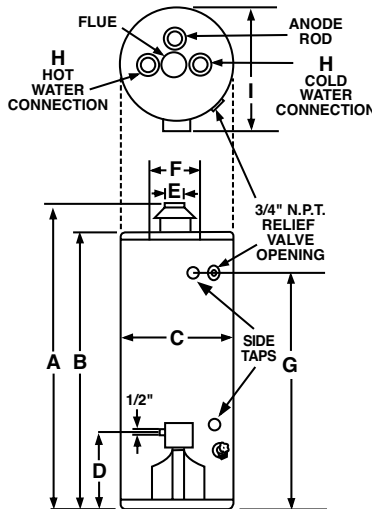 FLUE
ANODE
ROD
H
HOT
WATER
CONNECTION
H
COLD
WATER
CONNECTION
I
F
E
3/4" N.P.T.
RELIEF
VALVE
OPENING
A
B
C
SIDE
TAPS
G
1/2"
D